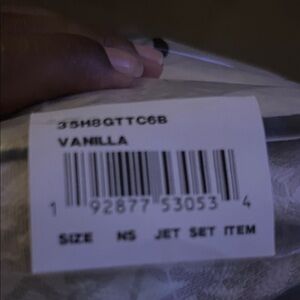 35H8GTTC6B
VANILLA
1 92877 53053 4
SIZE NS JET SET ITEM